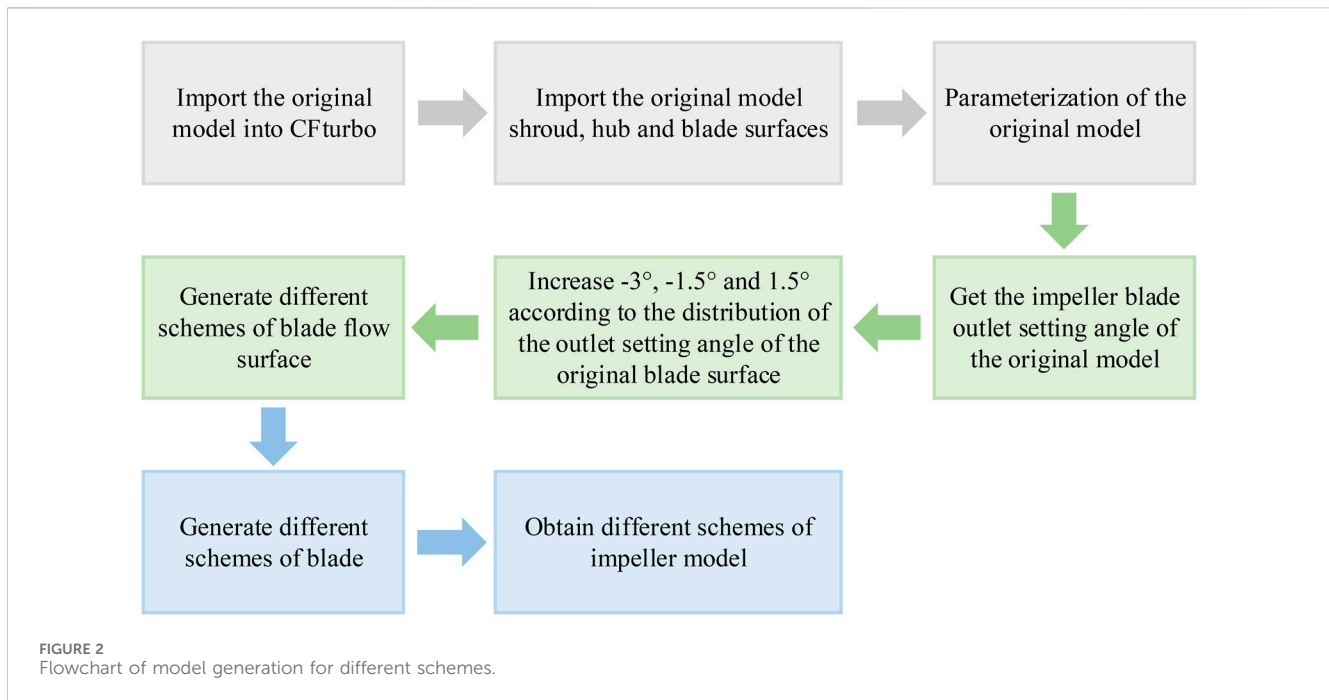 Import the original
model into CFturbo
Import the original model
shroud, hub and blade surfaces
Parameterization of the
original model
Get the impeller blade
outlet setting angle of
the original model
Increase -3°, -1.5° and 1.5°
according to the distribution of
the outlet setting angle of the
original blade surface
Generate different
schemes of blade flow
surface
Generate different
schemes of blade
Obtain different schemes of
impeller model
FIGURE 2
Flowchart of model generation for different schemes.